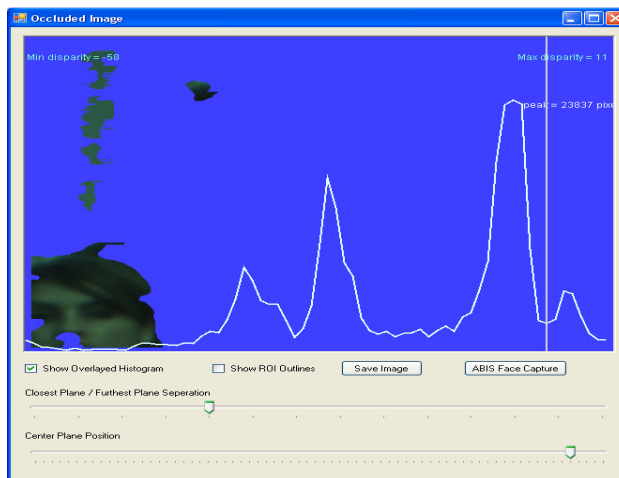 Occluded Image
Min disparity = -58
Max disparity = 11
peak = 23837 pixe
Show Overlayed Histogram
Show ROI Outlines
Save Image
ABIS Face Capture
Closest Plane / Furthest Plane Seperation
Center Plane Position